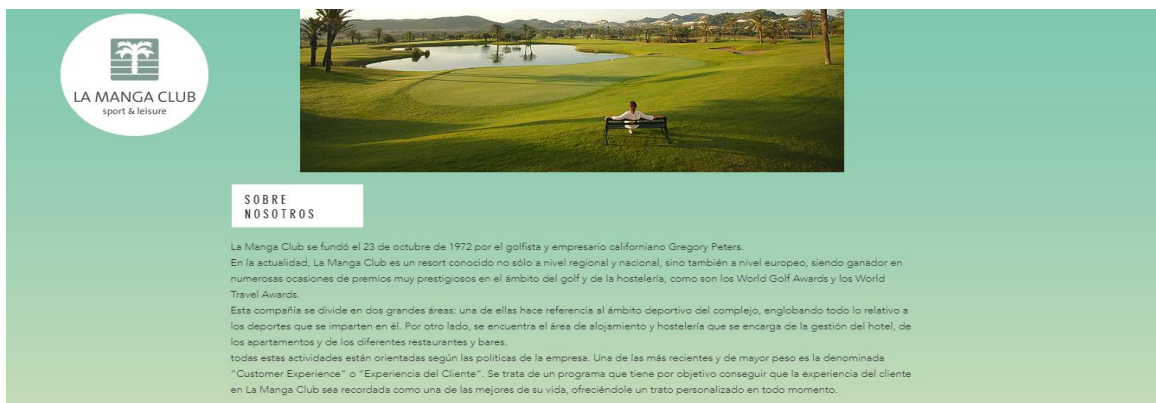 LA MANGA CLUB
sport & leisure
SOBRE
NOSOTROS
La Manga Club se fundó el 23 de octubre de 1972 por el golfista y empresario californiano Gregory Peters.
En la actualidad, La Manga Club es un resort conocido no sólo a nivel regional y nacional, sino también a nivel europeo, siendo ganador en
numerosas ocasiones de premios muy prestigiosos en el ámbito del golf y de la hostelería, como son los World Golf Awards y los World
Travel Awards.
Esta compañía se divide en dos grandes áreas: una de ellas hace referencia al ámbito deportivo del complejo, englobando todo lo relativo a
los deportes que se imparten en él. Por otro lado, se encuentra el área de alojamiento y hostelería que se encarga de la gestión del hotel, de
los apartamentos y de los diferentes restaurantes y bares.
todas estas actividades están orientadas según las políticas de la empresa. Una de las más recientes y de mayor peso es la denominada
"Customer Experience" o "Experiencia del Cliente". Se trata de un programa que tiene por objetivo conseguir que la experiencia del cliente
en La Manga Club sea recordada como una de las mejores de su vida, ofreciéndole un trato personalizado en todo momento.